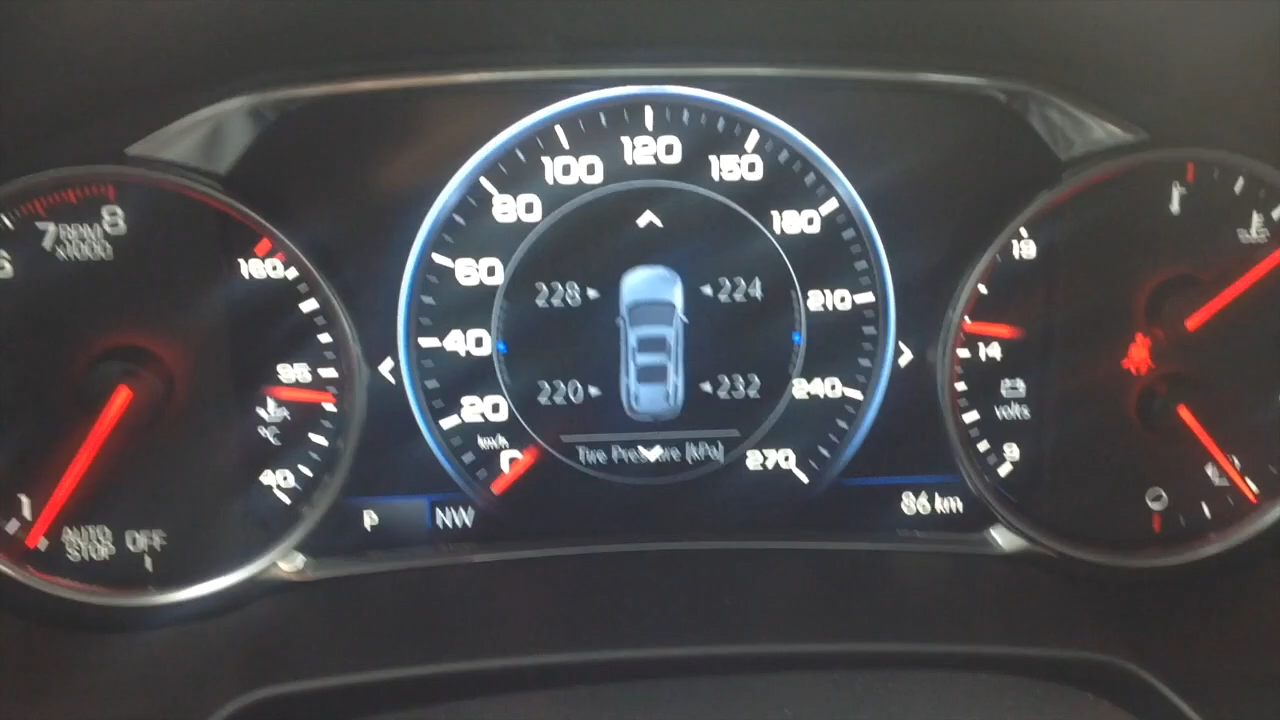 6
7
8
RPM
x1000
160
95
°C
40
1
AUTO
STOP
OFF
0
20
40
60
80
100
120
150
180
210
240
270
km/h
228
224
220
232
Tire Pressure (kPa)
P
NW
86 km
19
14
volts
9